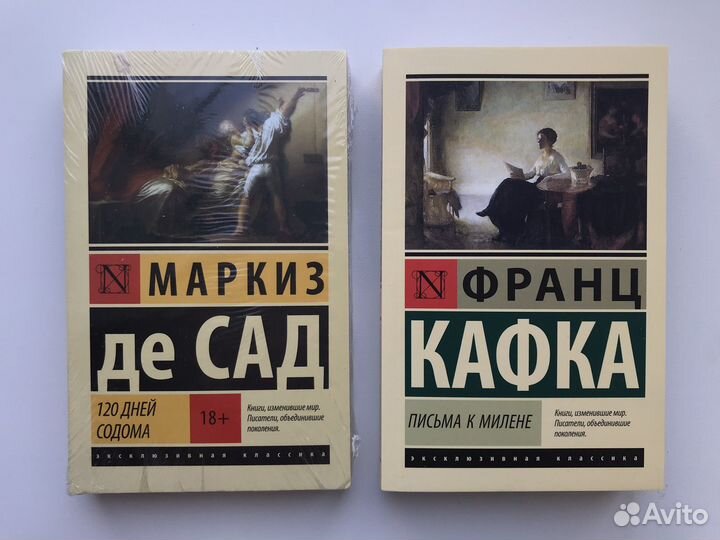 N МАРКИЗ
де САД
120 ДНЕЙ
СОДОМА
18+
Книги, изменившие мир.
Писатели, объединившие
поколения.
эксклюзивная классика
N ФРАНЦ
КАФКА
ПИСЬМА К МИЛЕНЕ
Книги, изменившие мир.
Писатели, объединившие
поколения.
эксклюзивная классика
Avito